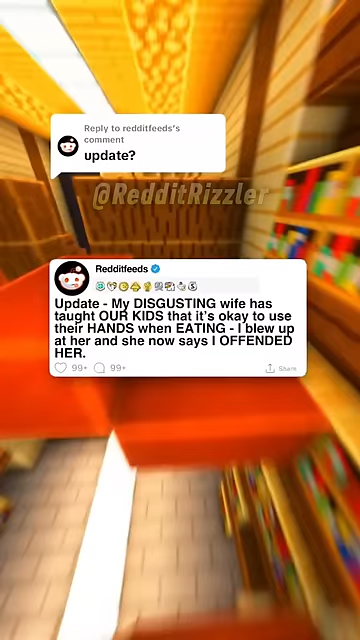 Reply to redditfeeds's
comment
update?
@RedditRizzler
Redditfeeds
Update - My DISGUSTING wife has
taught OUR KIDS that it's okay to use
their HANDS when EATING - I blew up
at her and she now says I OFFENDED
HER.
99+ 99+ Share